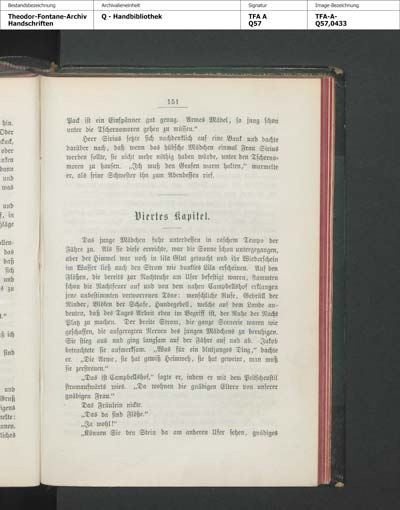 Bestandsbezeichnung
Archivalieneinheit
Signatur
Image-Bezeichnung
Theodor-Fontane-Archiv
Handschriften
Q - Handbibliothek
TFA A
Q57
TFA-A-
Q57,0433
151
Pack ist ein Einspänner gut genug. Armes Mädel, so jung schon
unter die Tschernomoren gehen zu müssen.“
Herr Sirius setzte sich nachdenklich auf eine Bank und dachte
darüber nach, daß wenn das hübsche Mädchen einmal Frau Sirius
werden sollte, sie nicht mehr nöthig haben würde, unter den Tscherno-
moren zu hausen. „Ich muß den Grafen warm halten,“ murmelte
er, als seine Schwester ihn zum Abendessen rief.
Viertes Kapitel.
Das junge Mädchen fuhr unterdessen in raschem Tempo der
Fähre zu. Als sie diese erreichte, war die Sonne schon untergegangen,
aber der Himmel war noch in lila Glut getaucht und ihr Widerschein
im Wasser ließ auch den Strom wie dunkles Lila erscheinen. Auf den
Flößen, die bereits zur Nachtruhe am Ufer befestigt waren, flammten
schon die Nachtfeuer auf und von dem nahen Campbellshof erklangen
jene unbestimmten verworrenen Töne: menschliche Rufe, Gebrüll der
Rinder, Blöken der Schafe, Hundegebell, welche auf dem Lande an-
deuten, daß des Tages Arbeit eben im Begriff ist, der Ruhe der Nacht
Platz zu machen. Der breite Strom, die ganze Scenerie waren wie
geschaffen, die aufgeregten Nerven des jungen Mädchens zu beruhigen.
Sie stieg aus und ging langsam auf der Fähre auf und ab. Jakob
betrachtete sie aufmerksam. „Was für ein blutjunges Ding,“ dachte
er. „Die Arme, sie hat gewiß Heimweh, sie hat geweint, man muß
sie zerstreuen.“
„Das ist Campbellshof,“ sagte er, indem er mit dem Peitschenstil
stromaufwärts wies. „Da wohnen die gnädigen Eltern von unserer
gnädigen Frau.“
Das Fräulein nickte.
„Das da sind Flöße.“
„Ja wohl!“
„Können Sie den Stein da am anderen Ufer sehen, gnädiges